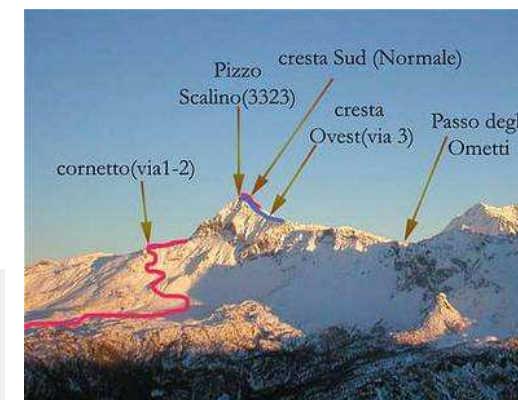 Pizzo
Scalino(3323)
cresta Sud (Normale)
cresta
Ovest(via 3)
Passo degl
Ometti
cornetto(via1-2)